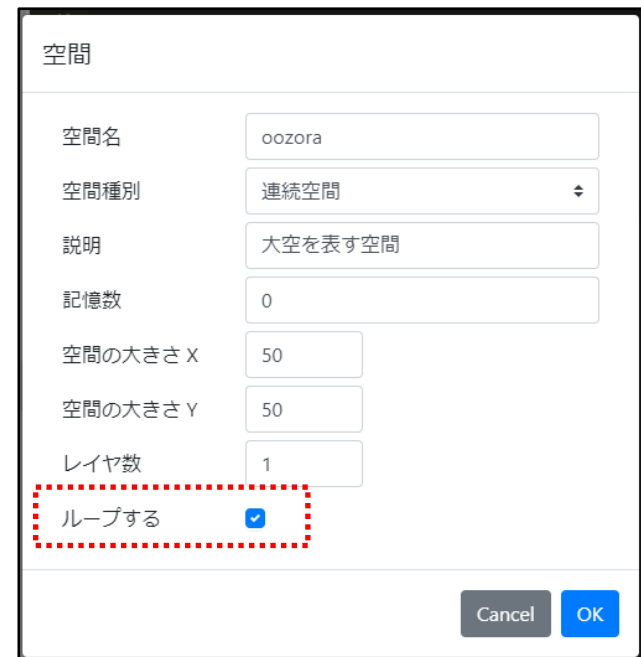 空間
空間名 oozora
空間種別 連続空間
説明 大空を表す空間
記憶数 0
空間の大きさ X 50
空間の大きさ Y 50
レイヤ数 1
ループする
Cancel OK